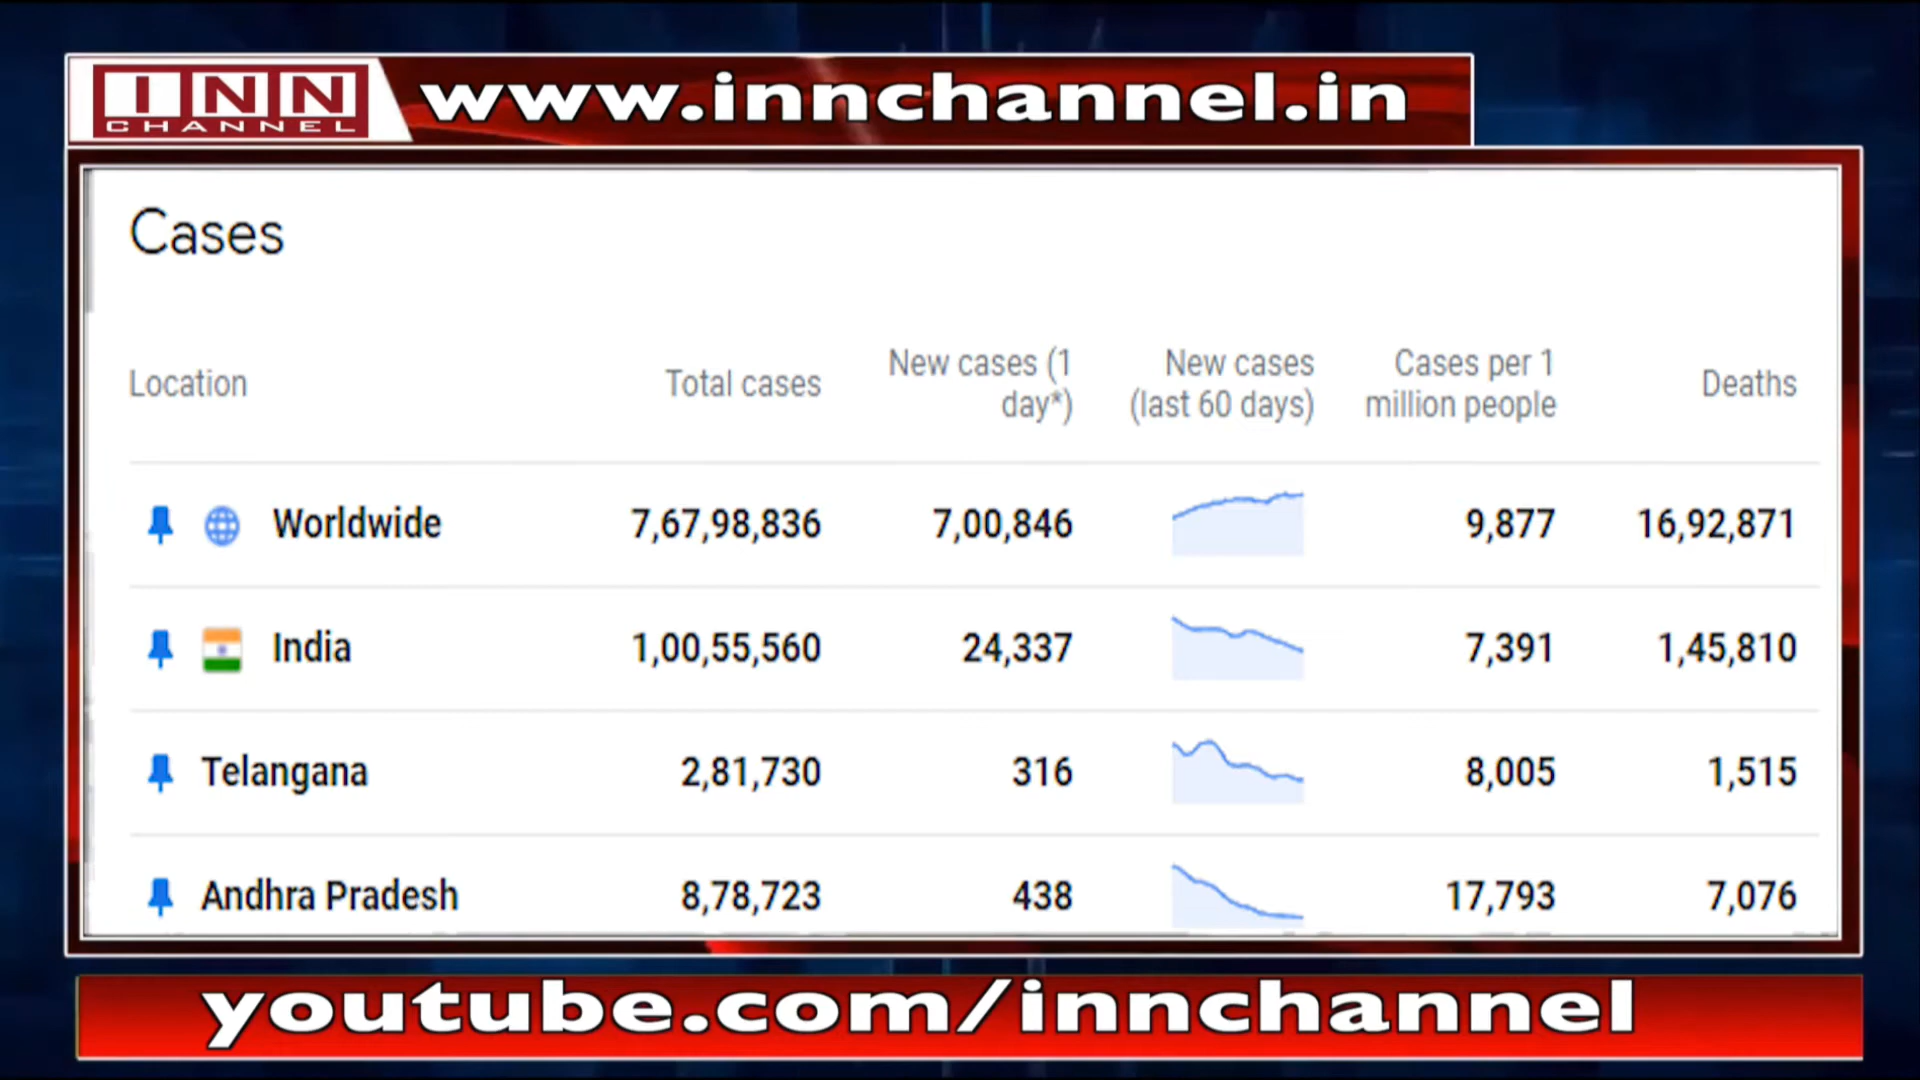 INN
CHANNEL
www.innchannel.in
Cases
Location Total cases New cases (1 day*) New cases (last 60 days) Cases per 1 million people Deaths
Worldwide 7,67,98,836 7,00,846 9,877 16,92,871
India 1,00,55,560 24,337 7,391 1,45,810
Telangana 2,81,730 316 8,005 1,515
Andhra Pradesh 8,78,723 438 17,793 7,076
youtube.com/innchannel